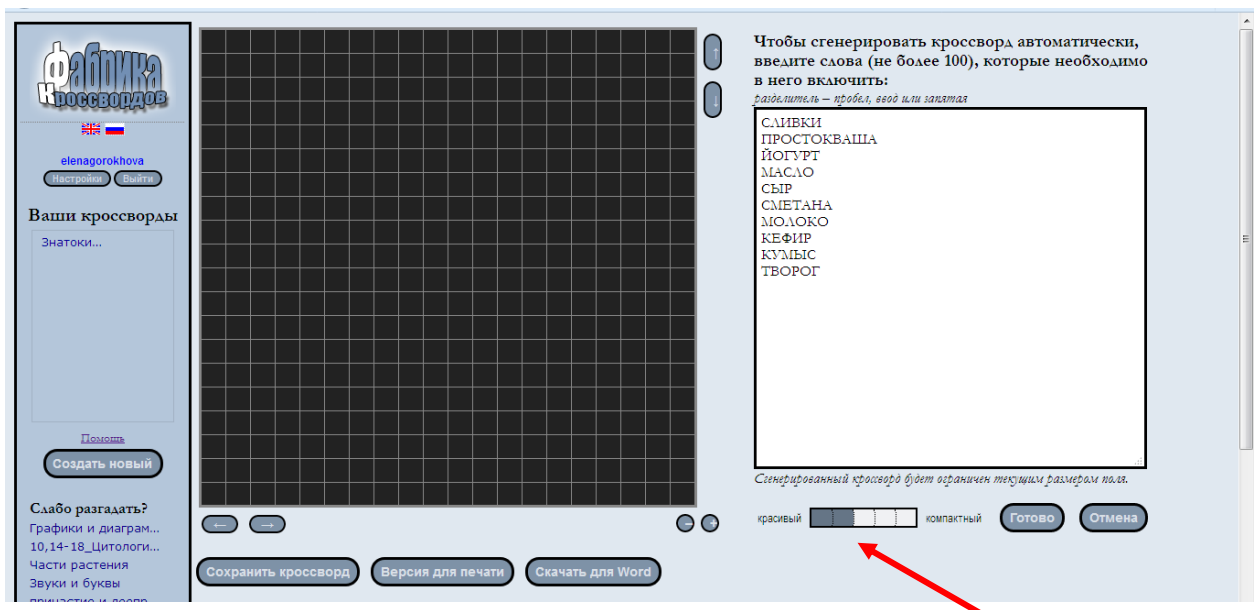 Фабрика
Кроссвордов
elenagorokhova
Настройки Выйти
Ваши кроссворды
Знатоки...
Помощь
Создать новый
Слабо разгадать?
Графики и диаграм...
10,14-18_Цитологи...
Части растения
Звуки и буквы
причастие и дееpр...
← →
- +
↑
↓
Сохранить кроссворд Версия для печати Скачать для Word
Чтобы сгенерировать кроссворд автоматически,
введите слова (не более 100), которые необходимо
в него включить:
разделитель – пробел, ввод или запятая
СЛИВКИ
ПРОСТОКВАША
ЙОГУРТ
МАСЛО
СЫР
СМЕТАНА
МОЛОКО
КЕФИР
КУМЫС
ТВОРОГ
Сгенерированный кроссворд будет ограничен текущим размером поля.
красивый компактный Готово Отмена